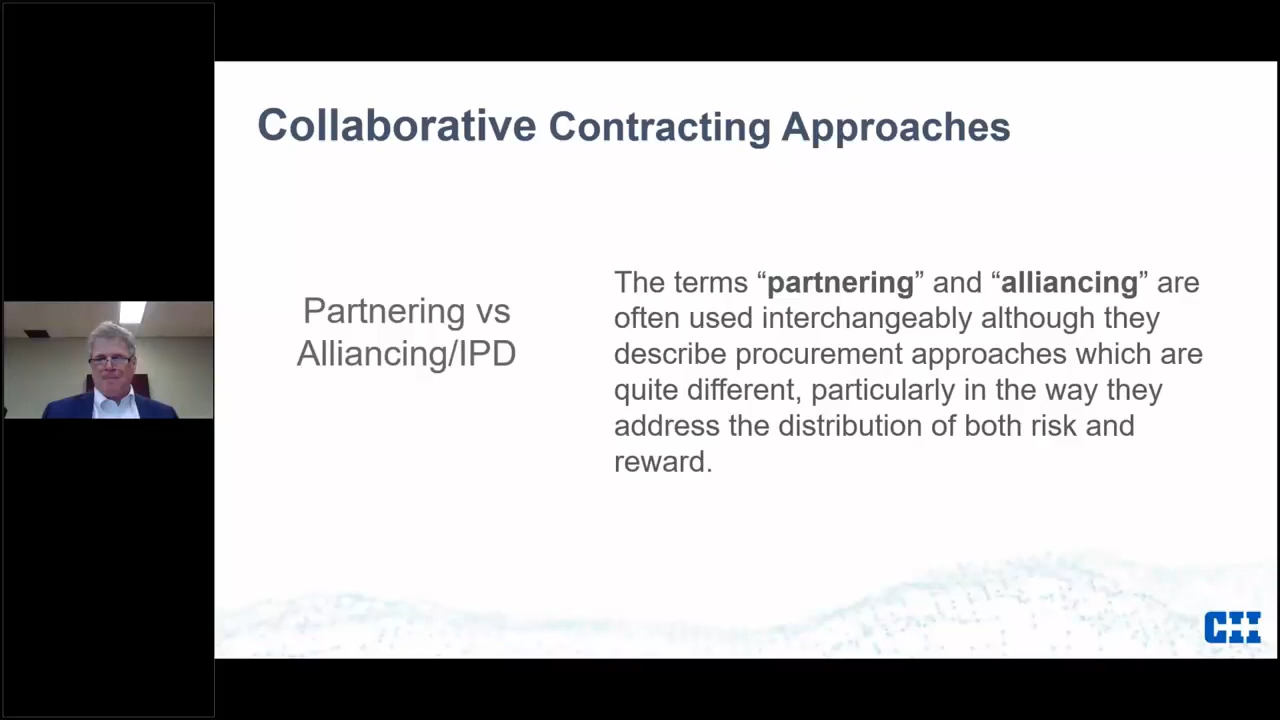 Collaborative Contracting Approaches
Partnering vs
Alliancing/IPD
The terms “partnering” and “alliancing” are
often used interchangeably although they
describe procurement approaches which are
quite different, particularly in the way they
address the distribution of both risk and
reward.
CII